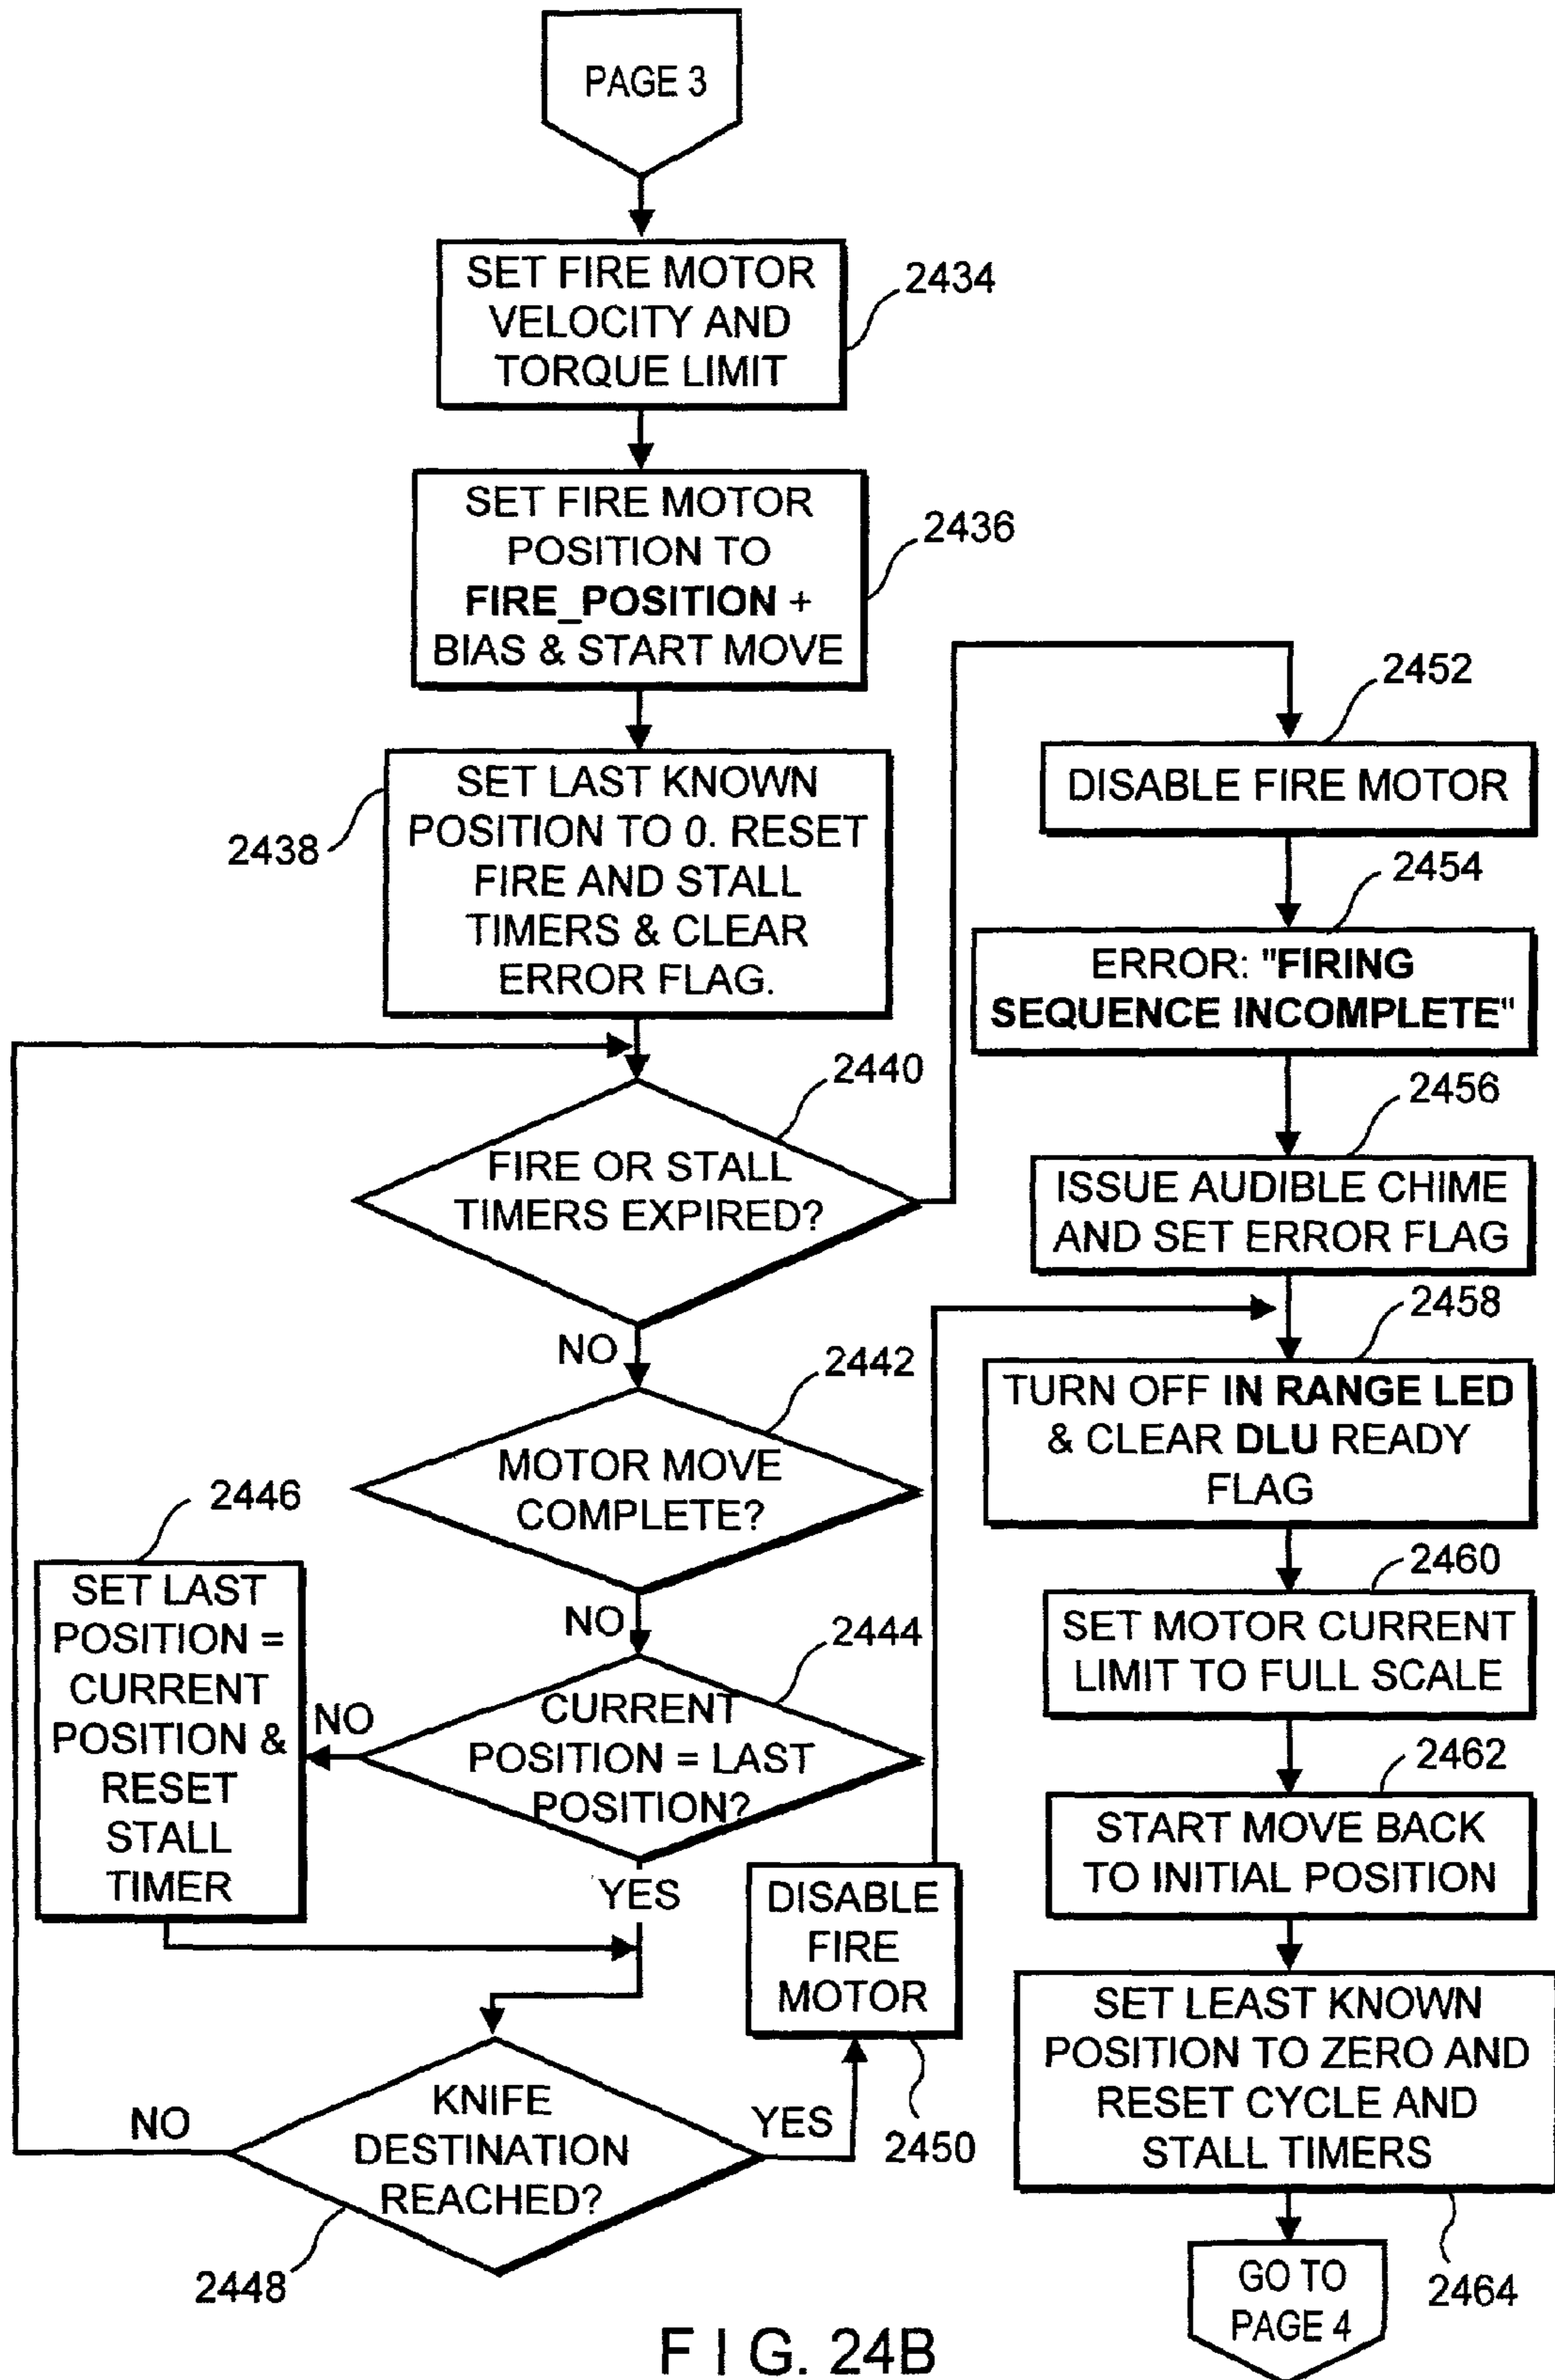 PAGE 3
SET FIRE MOTOR
VELOCITY AND
TORQUE LIMIT
2434
SET FIRE MOTOR
POSITION TO
FIRE_POSITION +
BIAS & START MOVE
2436
SET LAST KNOWN
POSITION TO 0. RESET
FIRE AND STALL
TIMERS & CLEAR
ERROR FLAG.
2438
FIRE OR STALL
TIMERS EXPIRED?
2440
NO
MOTOR MOVE
COMPLETE?
2442
NO
CURRENT
POSITION = LAST
POSITION?
2444
NO
YES
2446
SET LAST
POSITION =
CURRENT
POSITION &
RESET
STALL
TIMER
KNIFE
DESTINATION
REACHED?
2448
NO
YES
DISABLE
FIRE
MOTOR
2450
2452
DISABLE FIRE MOTOR
2454
ERROR: "FIRING
SEQUENCE INCOMPLETE"
2456
ISSUE AUDIBLE CHIME
AND SET ERROR FLAG
2458
TURN OFF IN RANGE LED
& CLEAR DLU READY
FLAG
2460
SET MOTOR CURRENT
LIMIT TO FULL SCALE
2462
START MOVE BACK
TO INITIAL POSITION
SET LEAST KNOWN
POSITION TO ZERO AND
RESET CYCLE AND
STALL TIMERS
2464
GO TO
PAGE 4
FIG. 24B